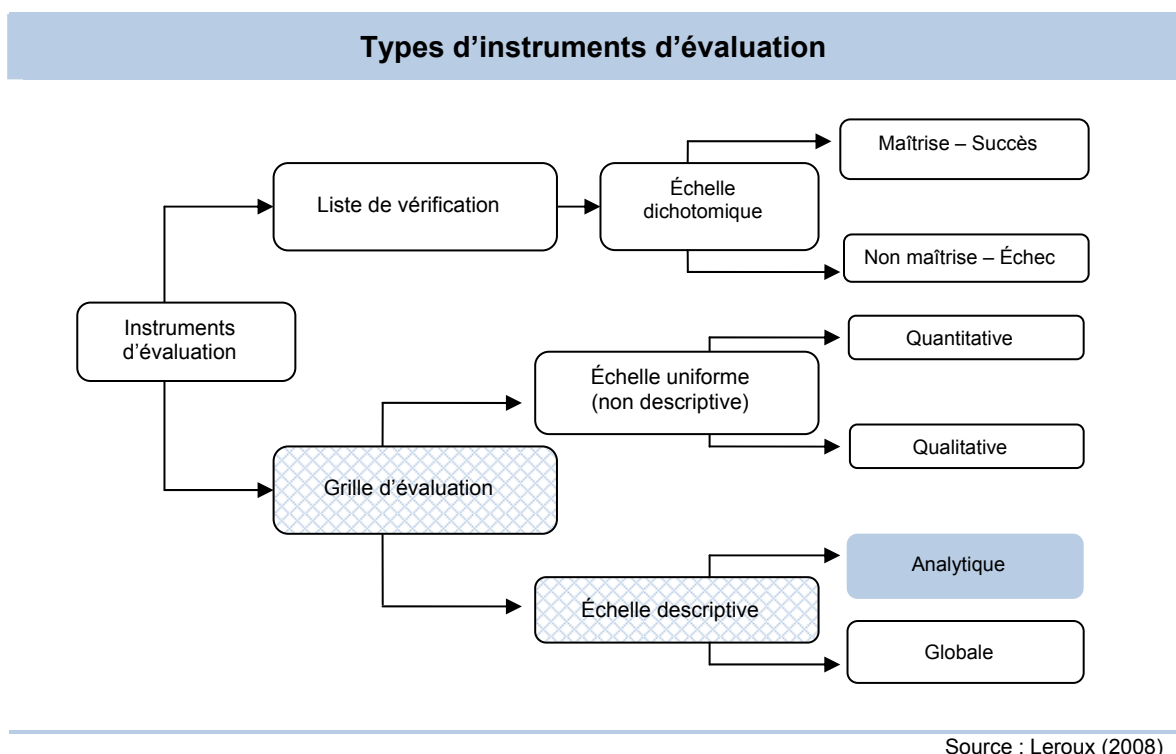 Types d’instruments d’évaluation
Maîtrise – Succès
Liste de vérification
Échelle
dichotomique
Non maîtrise – Échec
Instruments
d’évaluation
Quantitative
Échelle uniforme
(non descriptive)
Qualitative
Grille d’évaluation
Analytique
Échelle descriptive
Globale
Source : Leroux (2008)